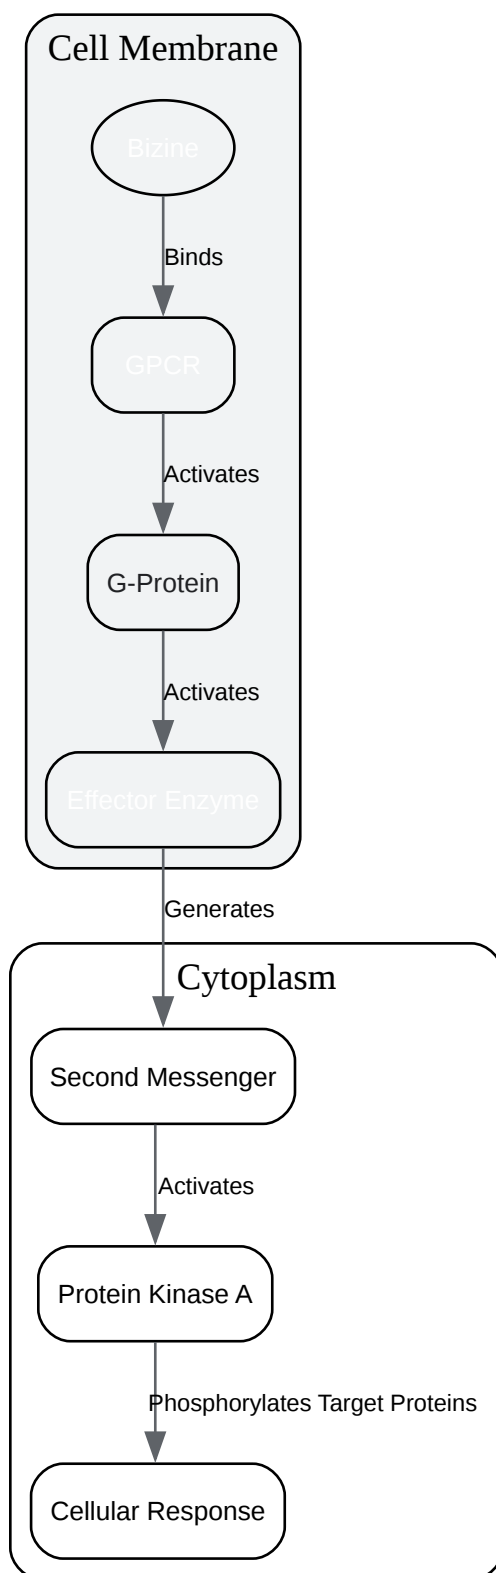 Cell Membrane
Bizine
Binds
GPCR
Activates
G-Protein
Activates
Effector Enzyme
Generates
Cytoplasm
Second Messenger
Activates
Protein Kinase A
Phosphorylates Target Proteins
Cellular Response